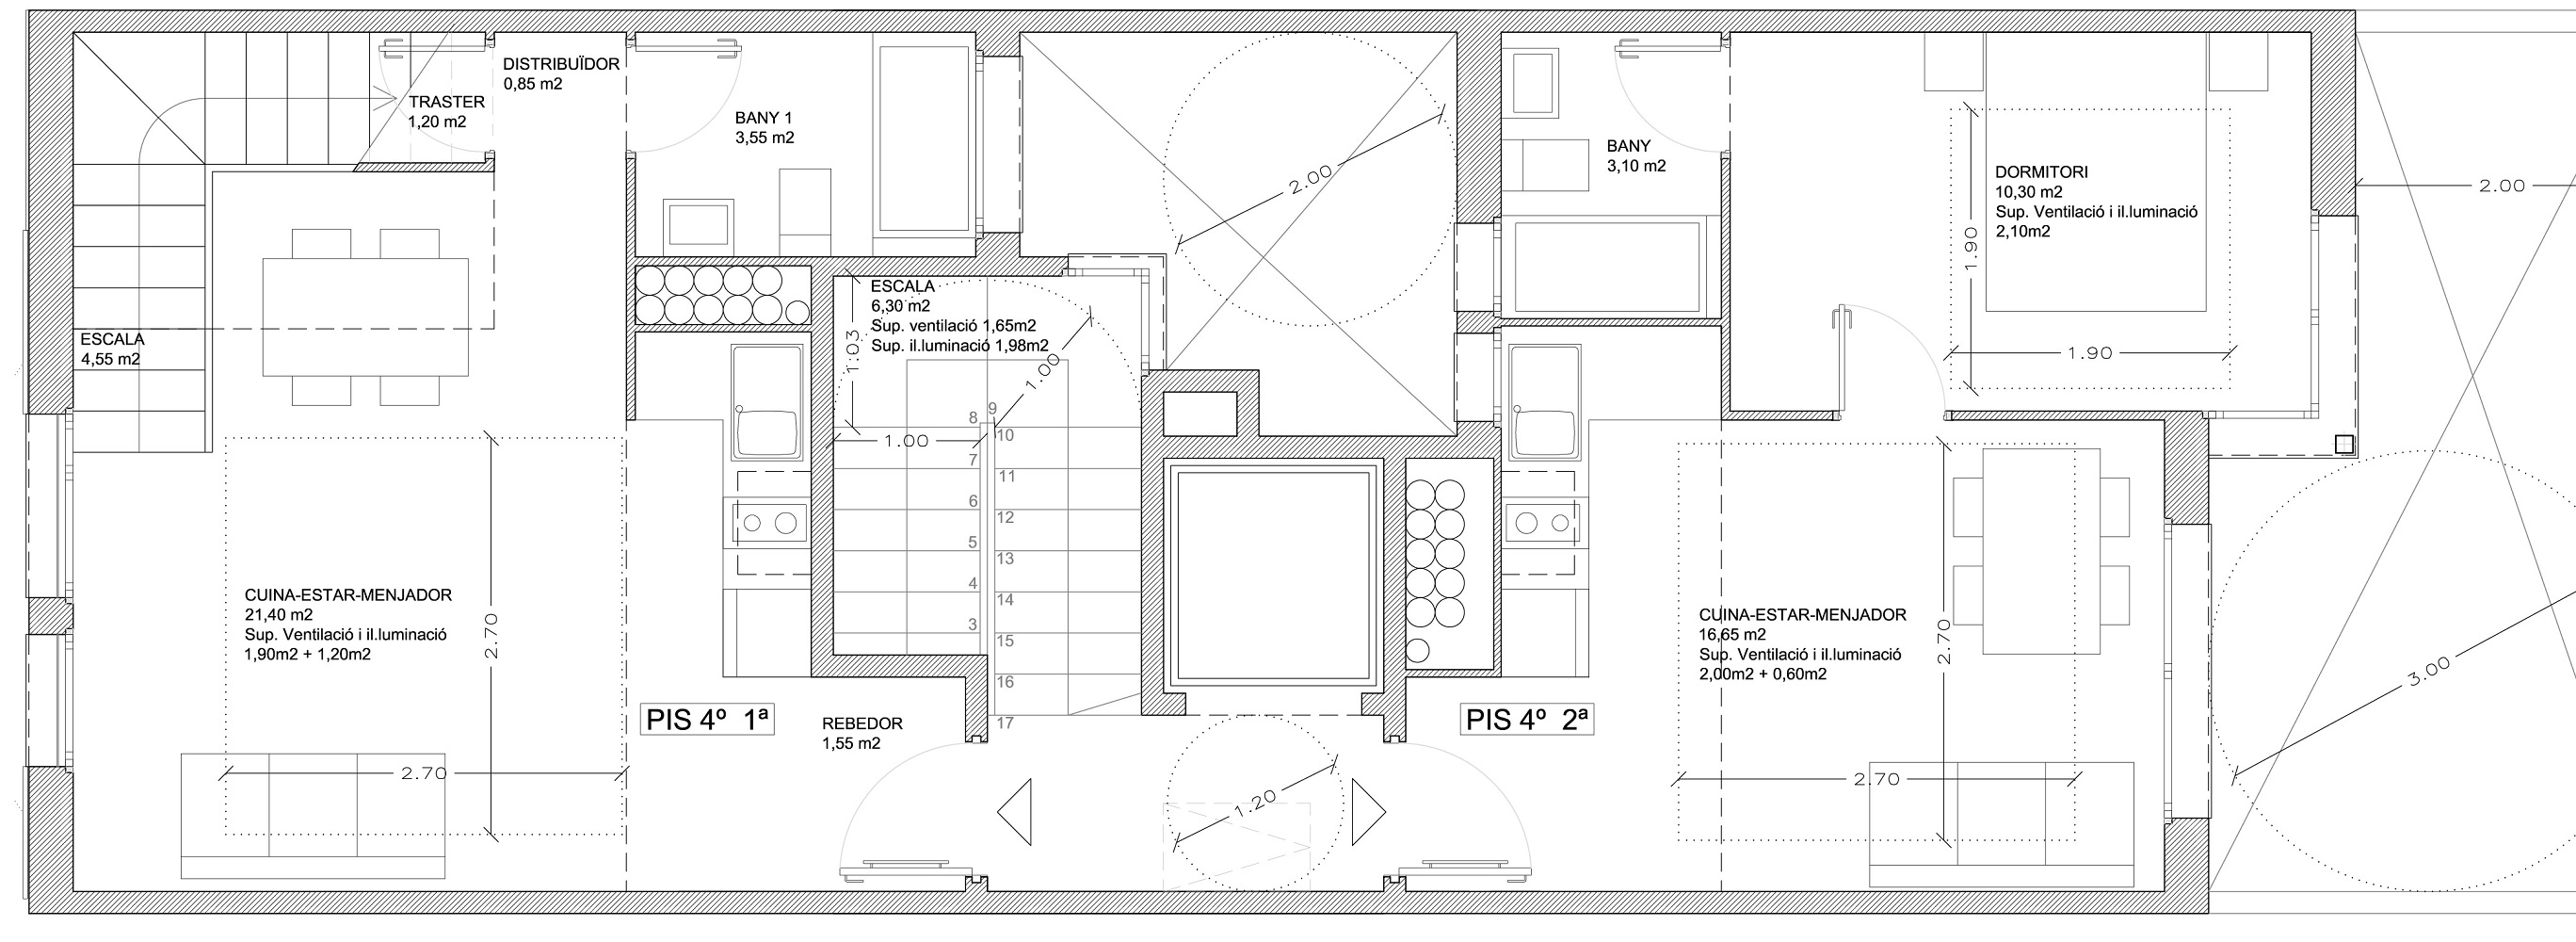 DISTRIBUÏDOR
0,85 m2
TRASTER
1,20 m2
BANY 1
3,55 m2
2.00
BANY
3,10 m2
DORMITORI
10,30 m2
Sup. Ventilació i il.luminació
2,10m2
1.90
1.90
2.00
ESCALA
4,55 m2
ESCALA
6,30 m2
Sup. ventilació 1,65m2
Sup. il.luminació 1,98m2
1.03
1.00
1.00
9
8
10
7
11
6
12
5
13
4
14
3
15
16
17
CUINA-ESTAR-MENJADOR
21,40 m2
Sup. Ventilació i il.luminació
1,90m2 + 1,20m2
2.70
2.70
PIS 4º 1ª
REBEDOR
1,55 m2
1.20
PIS 4º 2ª
CUINA-ESTAR-MENJADOR
16,65 m2
Sup. Ventilació i il.luminació
2,00m2 + 0,60m2
2.70
2.70
3.00